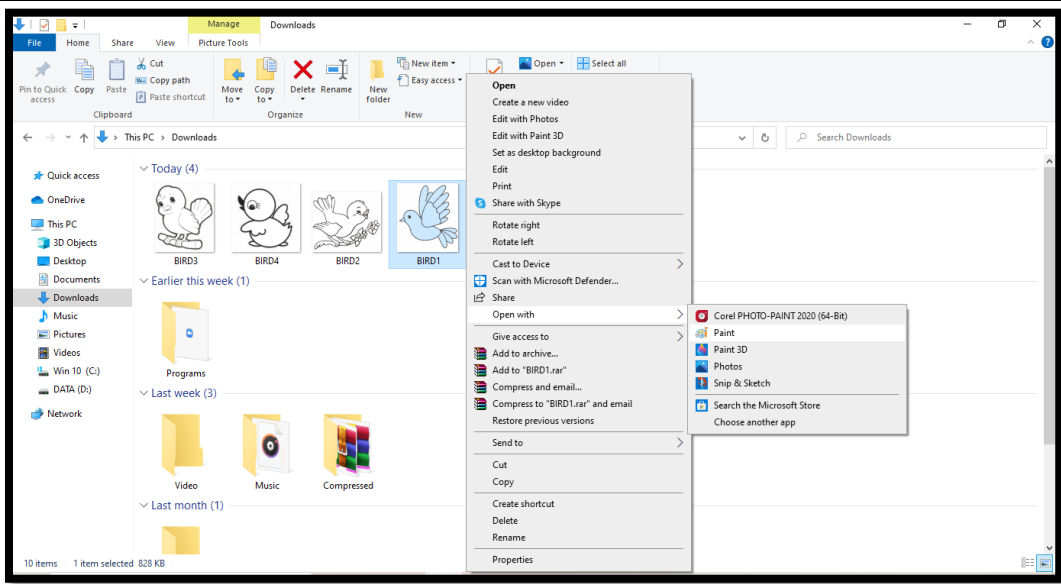 Manage
Downloads
File
Home
Share
View
Picture Tools
Pin to Quick access
Copy
Paste
Cut
Copy path
Paste shortcut
Clipboard
Move to
Copy to
Delete
Rename
Organize
New folder
New item
Easy access
New
Open
Select all
This PC > Downloads
Search Downloads
Quick access
OneDrive
This PC
3D Objects
Desktop
Documents
Downloads
Music
Pictures
Videos
Win 10 (C:)
DATA (D:)
Network
Today (4)
BIRD3
BIRD4
BIRD2
BIRD1
Earlier this week (1)
Programs
Last week (3)
Video
Music
Compressed
Last month (1)
Open
Create a new video
Edit with Photos
Edit with Paint 3D
Set as desktop background
Edit
Print
Share with Skype
Rotate right
Rotate left
Cast to Device
Scan with Microsoft Defender...
Share
Open with
Give access to
Add to archive...
Add to "BIRD1.rar"
Compress and email...
Compress to "BIRD1.rar" and email
Restore previous versions
Send to
Cut
Copy
Create shortcut
Delete
Rename
Properties
Corel PHOTO-PAINT 2020 (64-Bit)
Paint
Paint 3D
Photos
Snip & Sketch
Search the Microsoft Store
Choose another app
10 items
1 item selected 828 KB